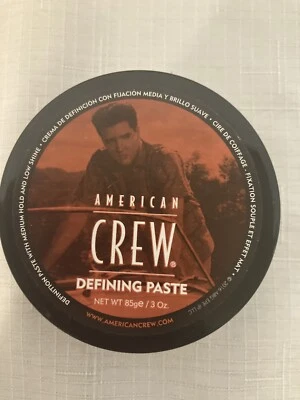 AMERICAN
CREW®
DEFINING PASTE
NET WT 85g℮ / 3 Oz.
WWW.AMERICANCREW.COM
DEFINITION PASTE WITH MEDIUM HOLD AND LOW SHINE • CREMA DE DEFINICION CON FIJACIÓN MEDIA Y BRILLO SUAVE • CIRE DE COIFFAGE - FIXATION SOUPLE ET EFFET MAT •